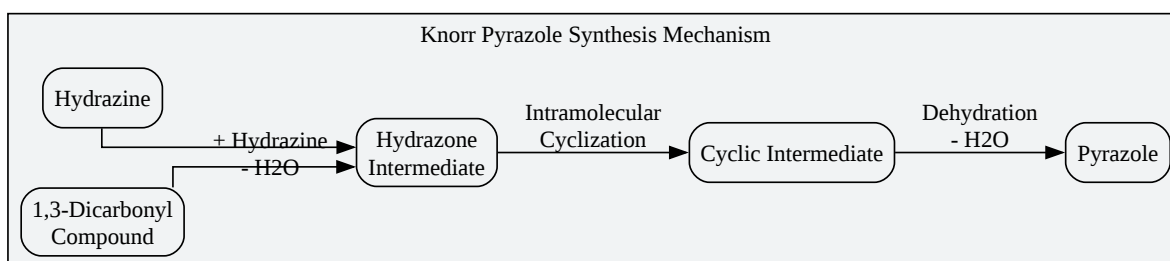 Knorr Pyrazole Synthesis Mechanism
Hydrazine
+ Hydrazine
- H2O
1,3-Dicarbonyl
Compound
Hydrazone
Intermediate
Intramolecular
Cyclization
Cyclic Intermediate
Dehydration
- H2O
Pyrazole